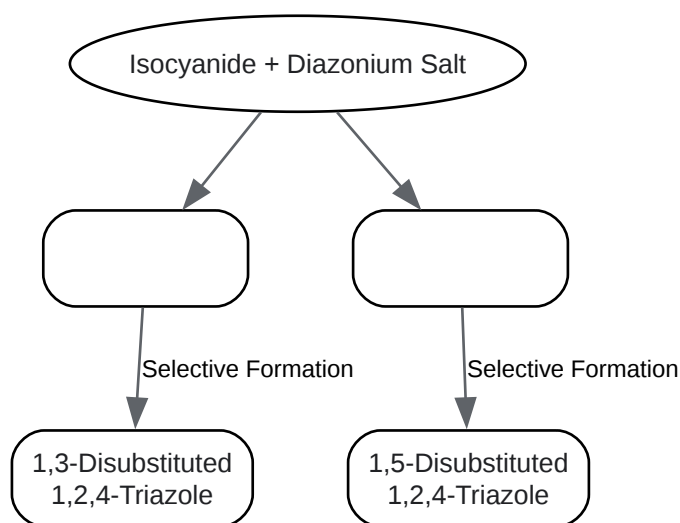 Isocyanide + Diazonium Salt
Selective Formation
Selective Formation
1,3-Disubstituted
1,2,4-Triazole
1,5-Disubstituted
1,2,4-Triazole